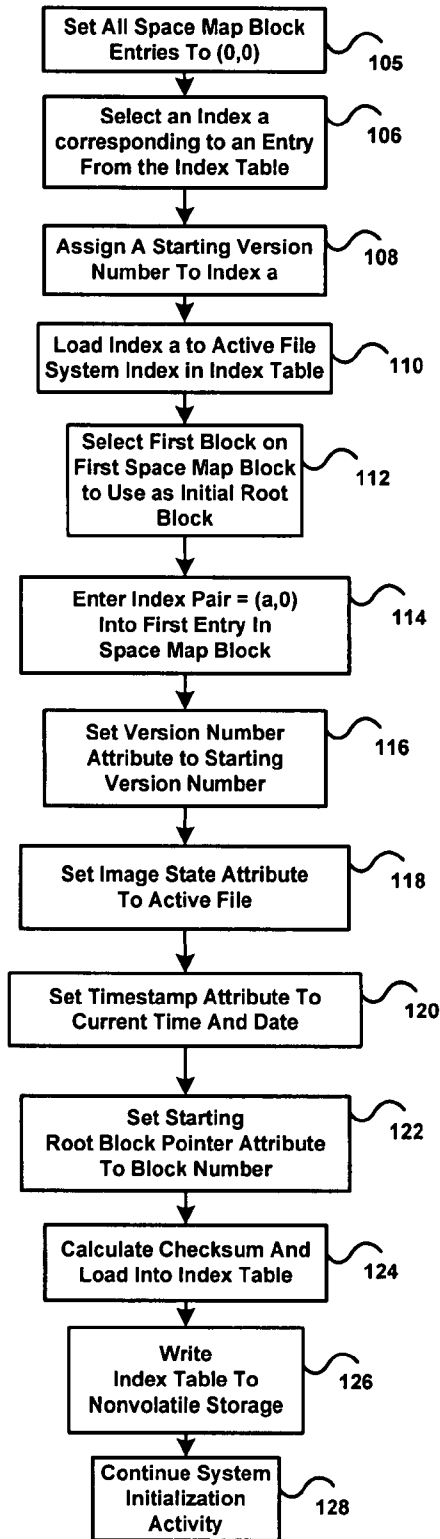 Set All Space Map Block
Entries To (0,0)
105
Select an Index a
corresponding to an Entry
From the Index Table
106
Assign A Starting Version
Number To Index a
108
Load Index a to Active File
System Index in Index Table
110
Select First Block on
First Space Map Block
to Use as Initial Root
Block
112
Enter Index Pair = (a,0)
Into First Entry In
Space Map Block
114
Set Version Number
Attribute to Starting
Version Number
116
Set Image State Attribute
To Active File
118
Set Timestamp Attribute To
Current Time And Date
120
Set Starting
Root Block Pointer Attribute
To Block Number
122
Calculate Checksum And
Load Into Index Table
124
Write
Index Table To
Nonvolatile Storage
126
Continue System
Initialization
Activity
128